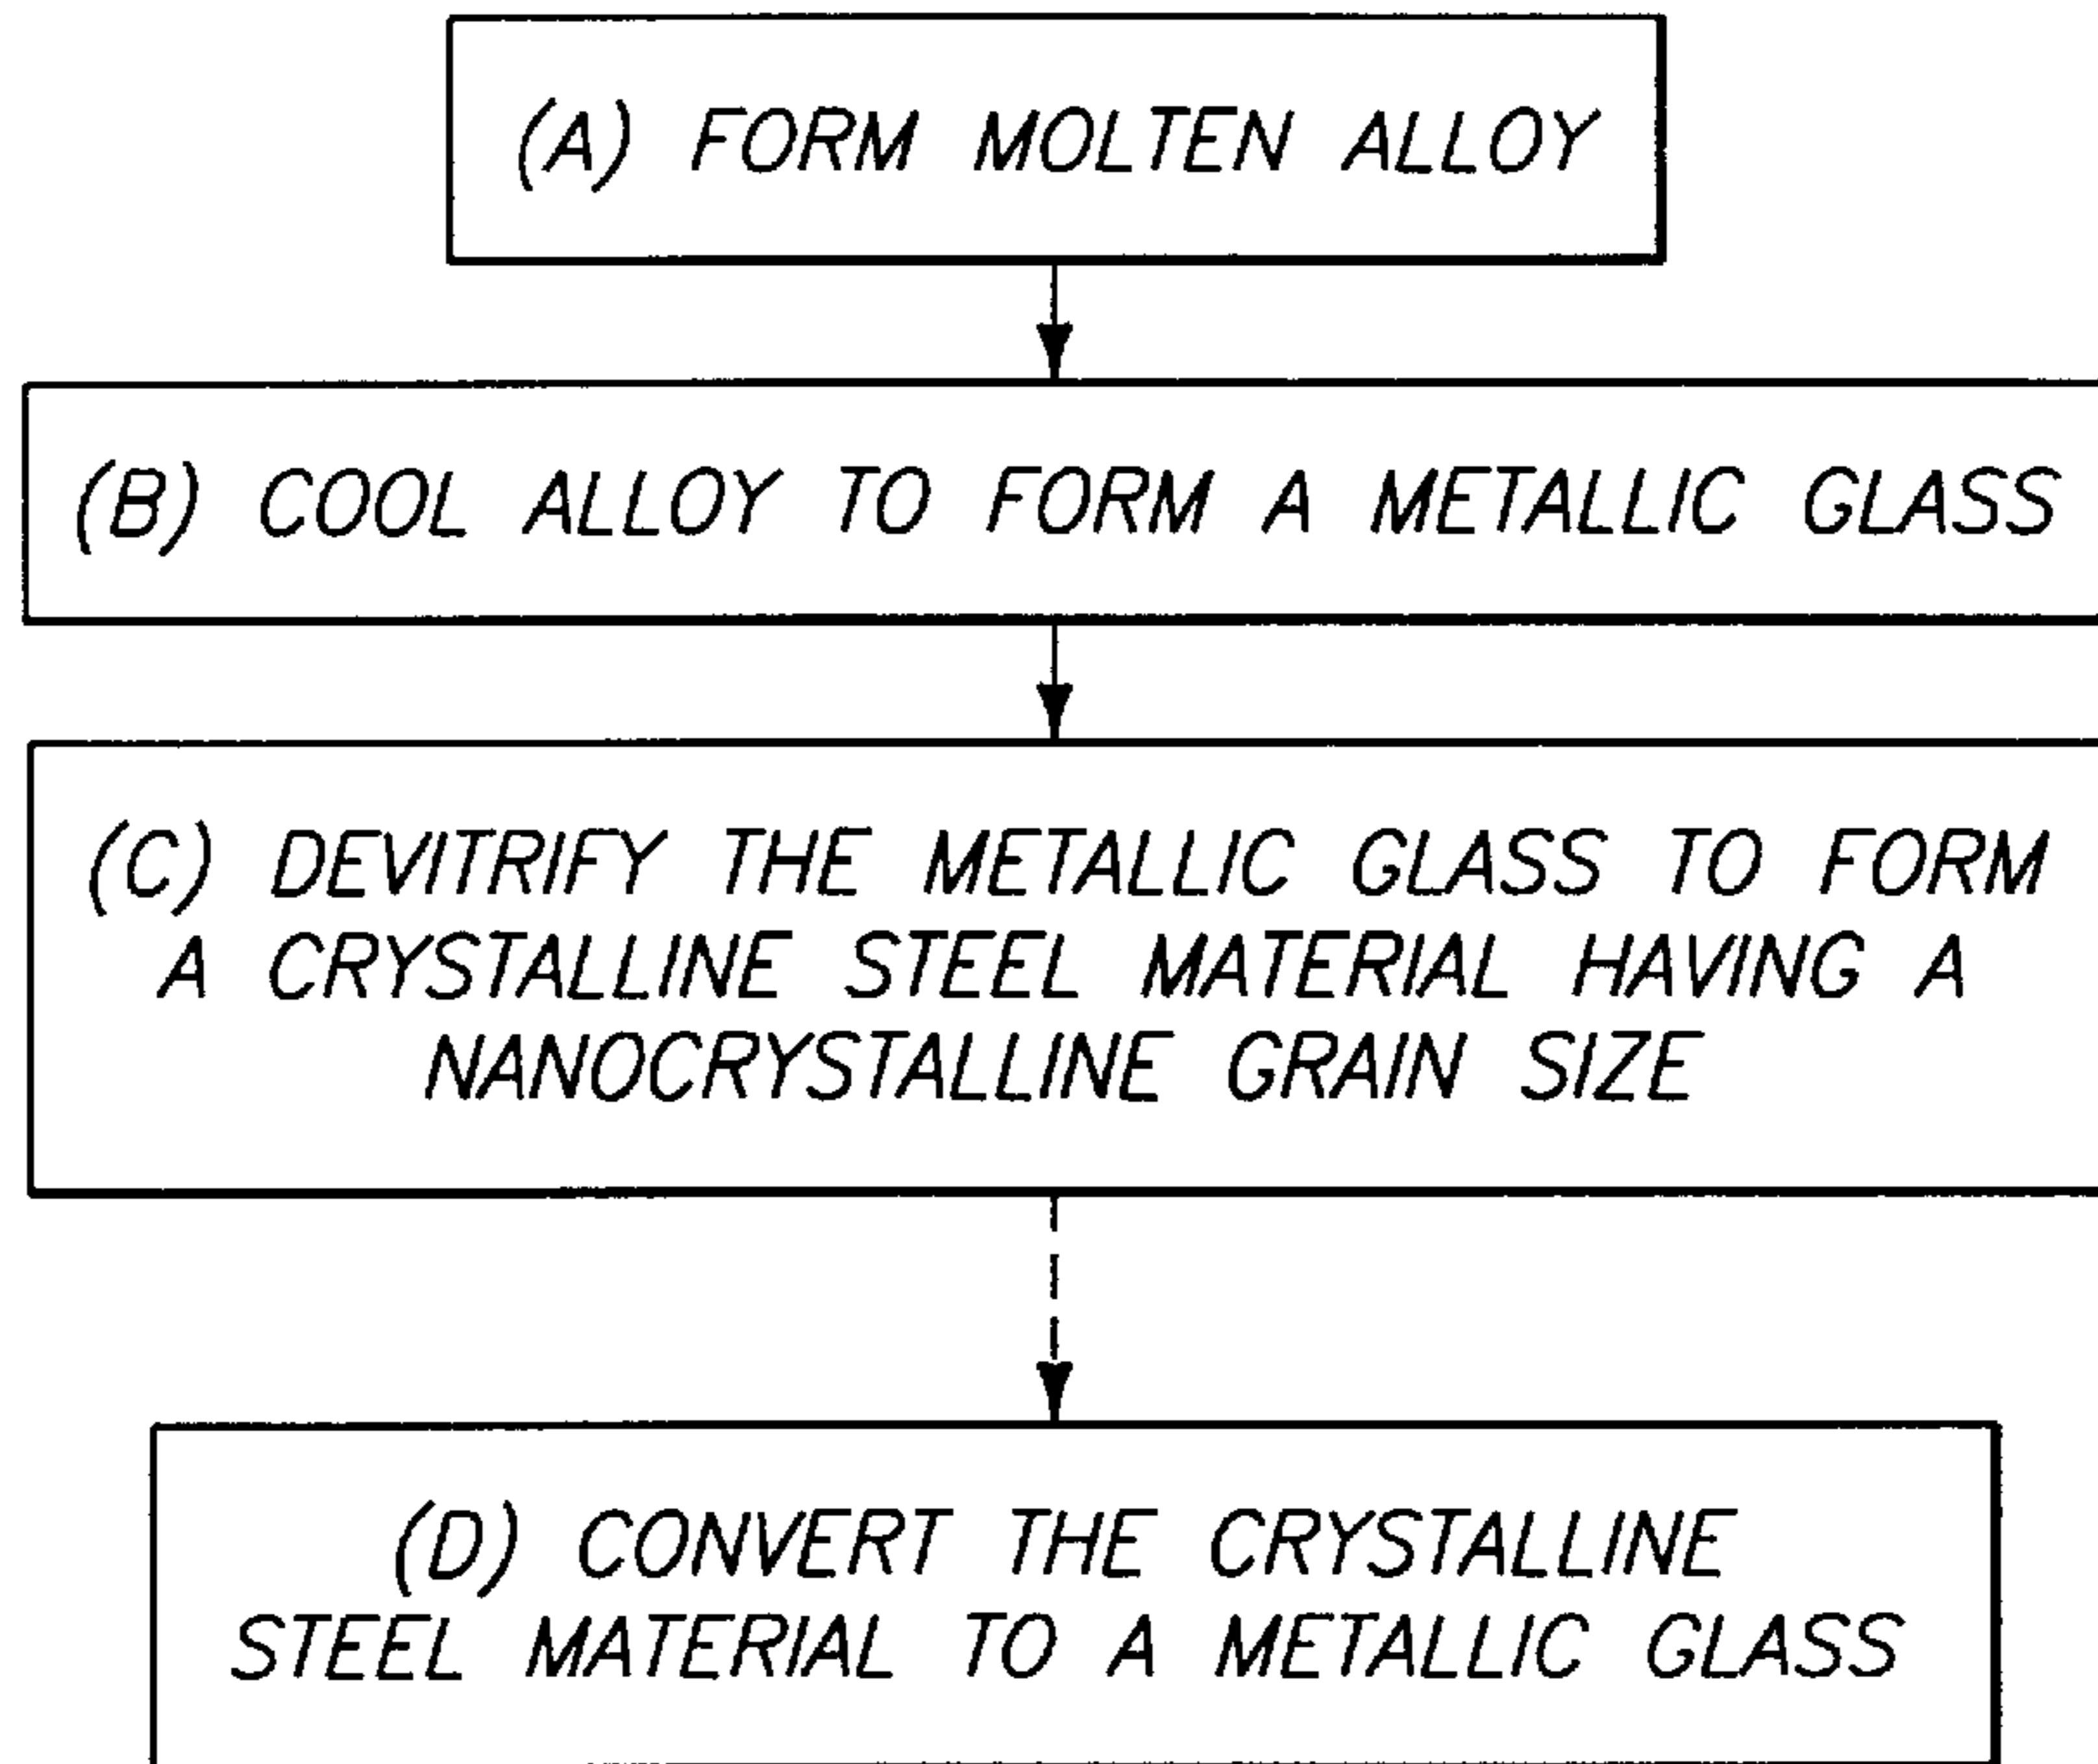 (A) FORM MOLTEN ALLOY
(B) COOL ALLOY TO FORM A METALLIC GLASS
(C) DEVITRIFY THE METALLIC GLASS TO FORM
A CRYSTALLINE STEEL MATERIAL HAVING A
NANOCRYSTALLINE GRAIN SIZE
(D) CONVERT THE CRYSTALLINE
STEEL MATERIAL TO A METALLIC GLASS